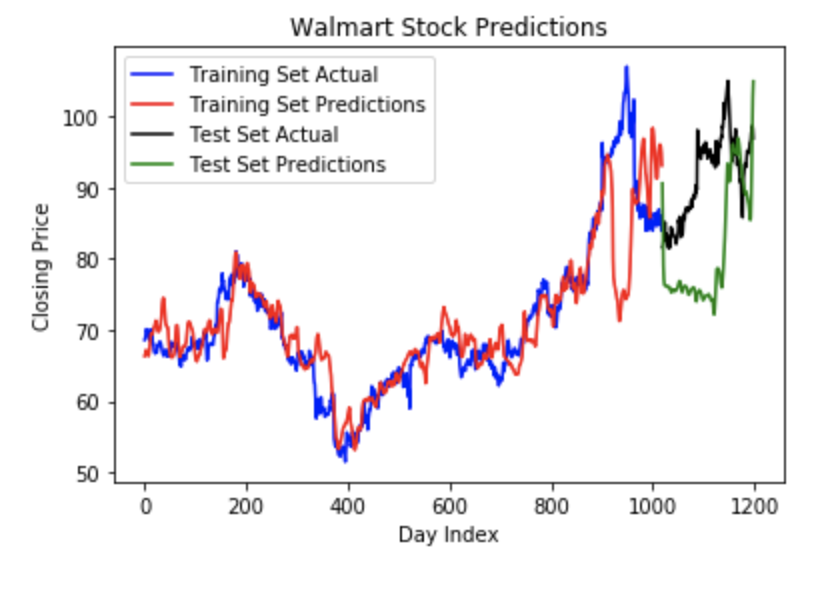 Walmart Stock Predictions
Training Set Actual
Training Set Predictions
Test Set Actual
Test Set Predictions
Closing Price
100
90
80
70
60
50
0 200 400 600 800 1000 1200
Day Index